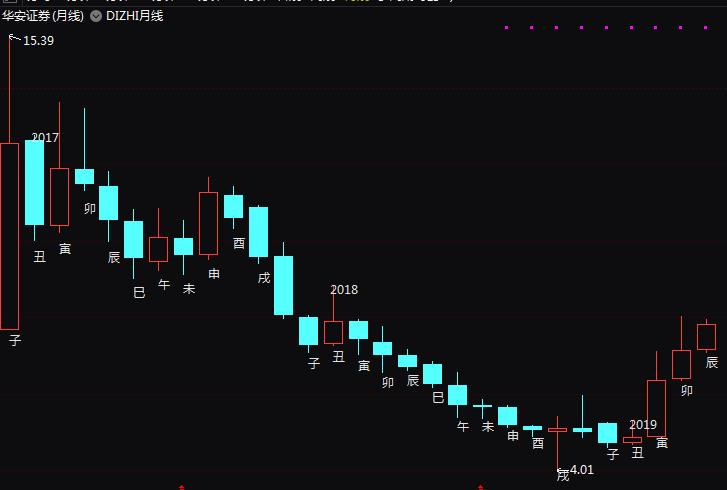 华安证券(月线) DIZHI月线
15.39
2017
卯
丑
寅
辰
巳
午
未
申
酉
戌
子
2018
子
丑
寅
卯
辰
巳
午
未
申
酉
戌
4.01
2019
子
丑
寅
卯
辰